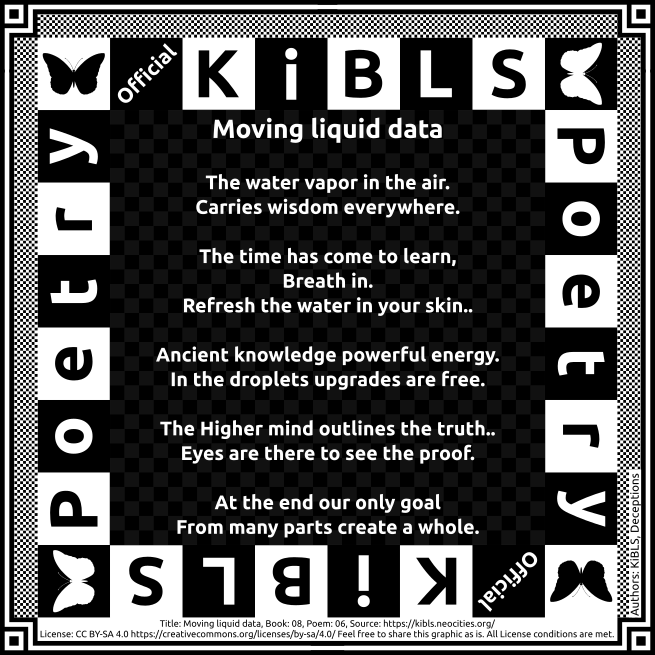 Official KiBLS
Poetry
Poetry
Moving liquid data
The water vapor in the air.
Carries wisdom everywhere.
The time has come to learn,
Breath in.
Refresh the water in your skin..
Ancient knowledge powerful energy.
In the droplets upgrades are free.
The Higher mind outlines the truth..
Eyes are there to see the proof.
At the end our only goal
From many parts create a whole.
Official KiBLS
Authors: KiBLS, Deceptions
Title: Moving liquid data, Book: 08, Poem: 06, Source: https://kibls.neocities.org/
License: CC BY-SA 4.0 https://creativecommons.org/licenses/by-sa/4.0/ Feel free to share this graphic as is. All License conditions are met.